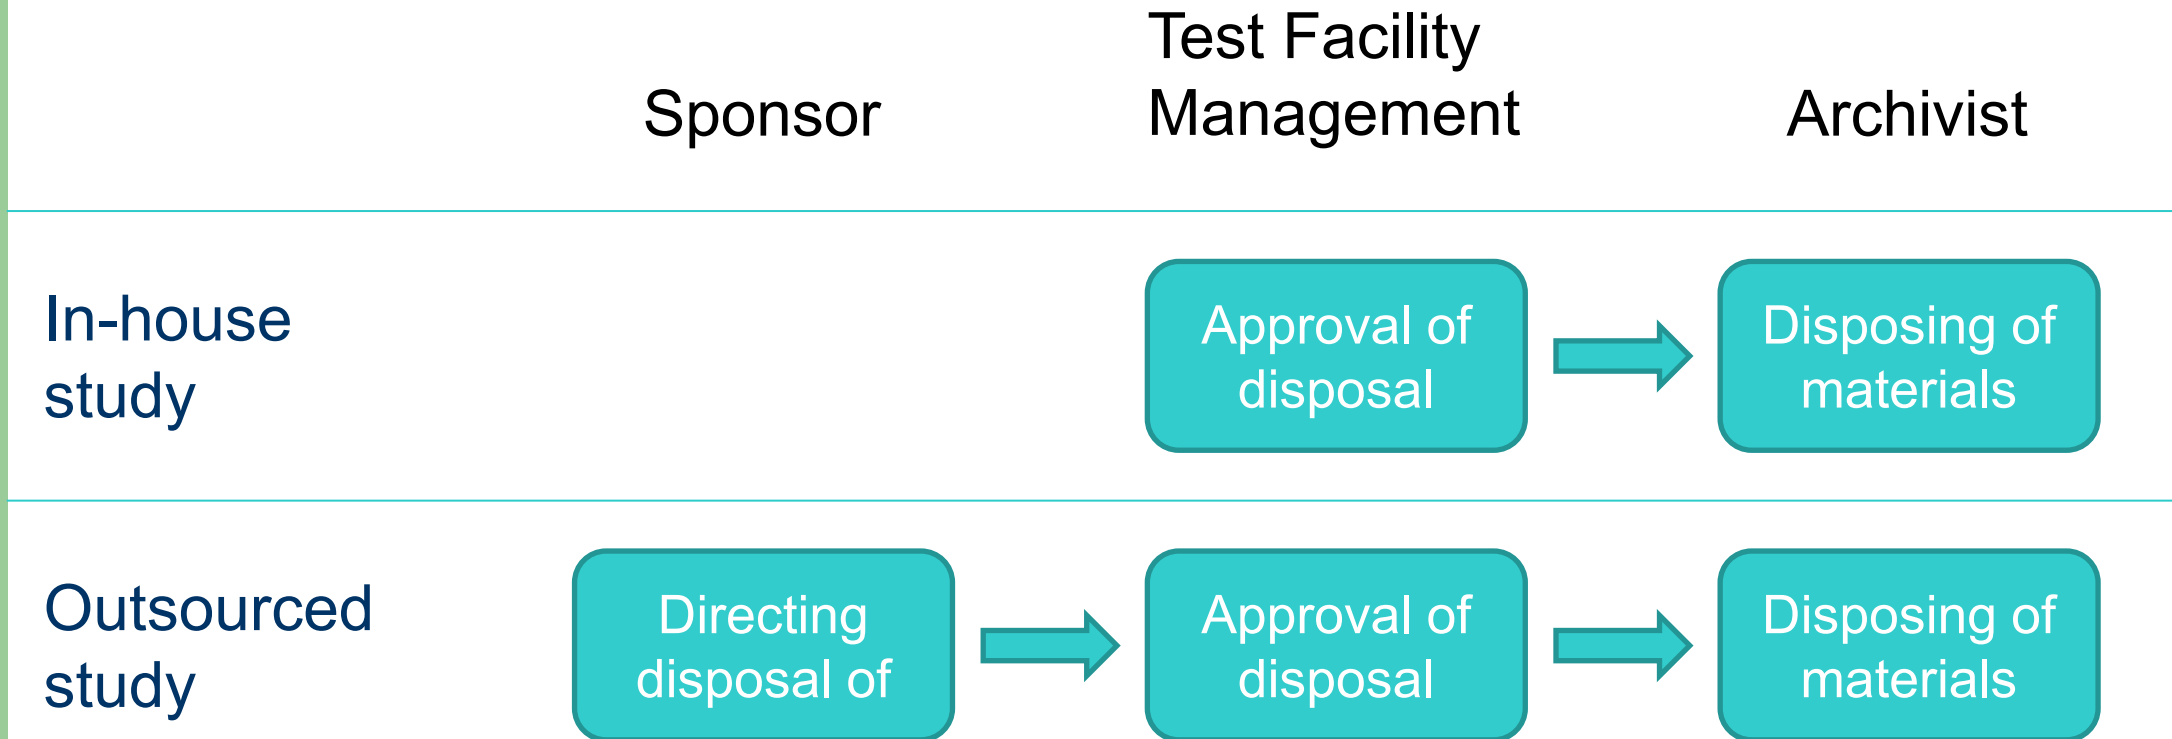 Sponsor
Test Facility
Management
Archivist
In-house
study
Approval of
disposal
Disposing of
materials
Outsourced
study
Directing
disposal of
Approval of
disposal
Disposing of
materials